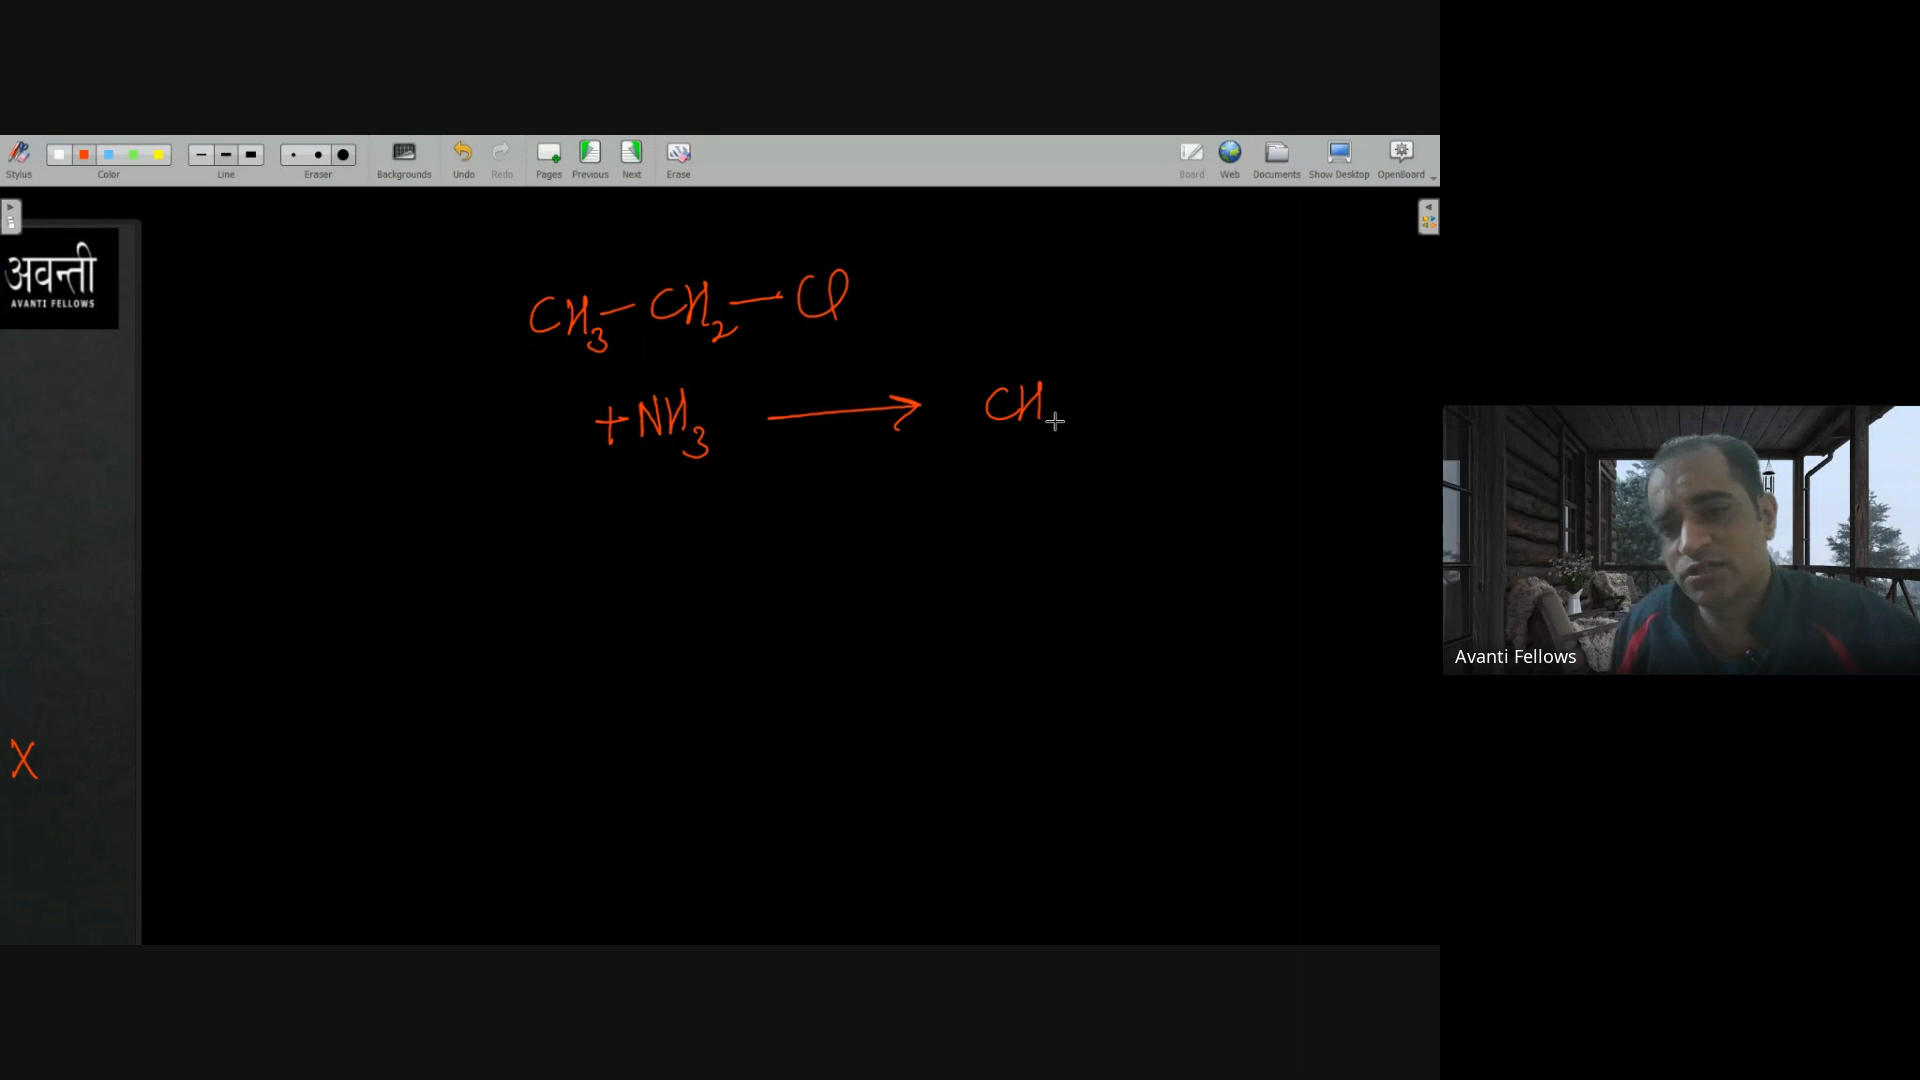 Stylus
Color
Line
Eraser
Backgrounds
Undo
Redo
Pages
Previous
Next
Erase
Board
Web
Documents
Show Desktop
OpenBoard
अवन्ती
AVANTI FELLOWS
CH₃—CH₂—Cl
+NH₃ ⟶ CH
X
Avanti Fellows